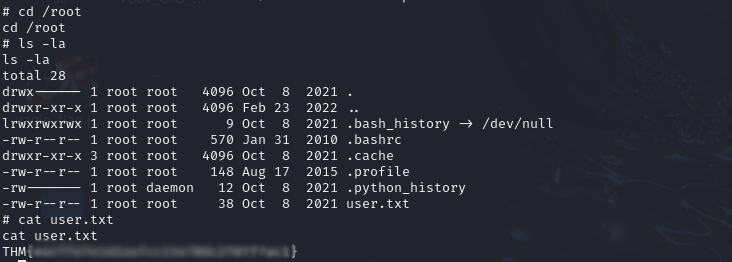 # cd /root
cd /root
# ls -la
ls -la
total 28
drwx------ 1 root root   4096 Oct  8  2021 .
drwxr-xr-x 1 root root   4096 Feb 23  2022 ..
lrwxrwxrwx 1 root root      9 Oct  8  2021 .bash_history -> /dev/null
-rw-r--r-- 1 root root    570 Jan 31  2010 .bashrc
drwxr-xr-x 3 root root   4096 Oct  8  2021 .cache
-rw-r--r-- 1 root root    148 Aug 17  2015 .profile
-rw------- 1 root daemon   12 Oct  8  2021 .python_history
-rw-r--r-- 1 root root     38 Oct  8  2021 user.txt
# cat user.txt
cat user.txt
THM{}